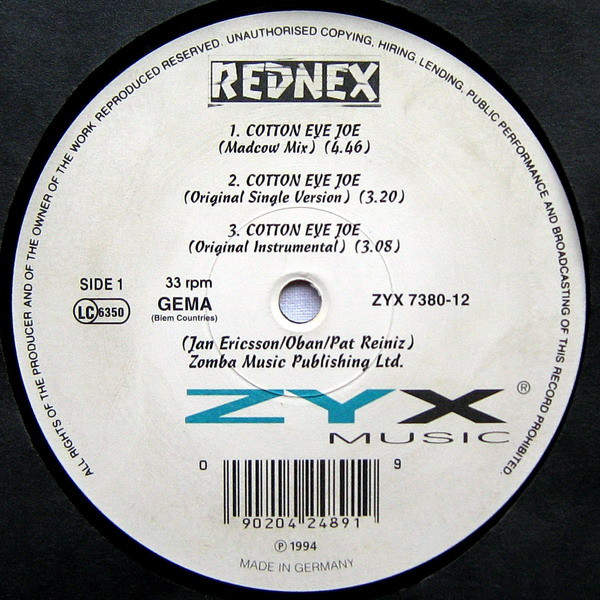 ALL RIGHTS OF THE PRODUCER AND OF THE OWNER OF THE WORK REPRODUCED RESERVED. UNAUTHORISED COPYING, HIRING, LENDING, PUBLIC PERFORMANCE AND BROADCASTING OF THIS RECORD PROHIBITED.
REDNEX
1. COTTON EYE JOE
(Madcow Mix) (4.46)
2. COTTON EYE JOE
(Original Single Version) (3.20)
3. COTTON EYE JOE
(Original Instrumental) (3.08)
SIDE 1 33 rpm
LC 6350 GEMA ZYX 7380-12
(Biem Countries)
(Jan Ericsson/Oban/Pat Reiniz)
Zomba Music Publishing Ltd.
ZYX ®
MUSIC
0 9
90204 24891
℗ 1994
MADE IN GERMANY